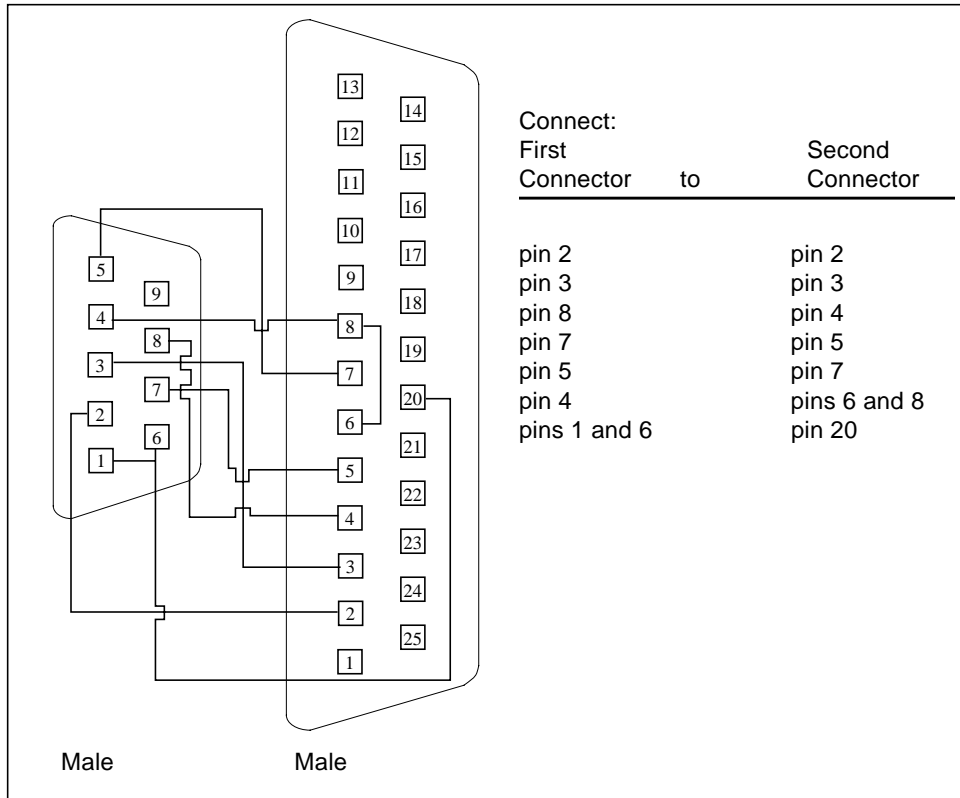 13
14
12
15
11
16
10
17
9
18
8
19
7
20
6
21
5
22
4
23
3
24
2
25
1
5
9
4
8
3
7
2
6
1
Male
Male
Connect:
First Second
Connector to Connector
pin 2 pin 2
pin 3 pin 3
pin 8 pin 4
pin 7 pin 5
pin 5 pin 7
pin 4 pins 6 and 8
pins 1 and 6 pin 20